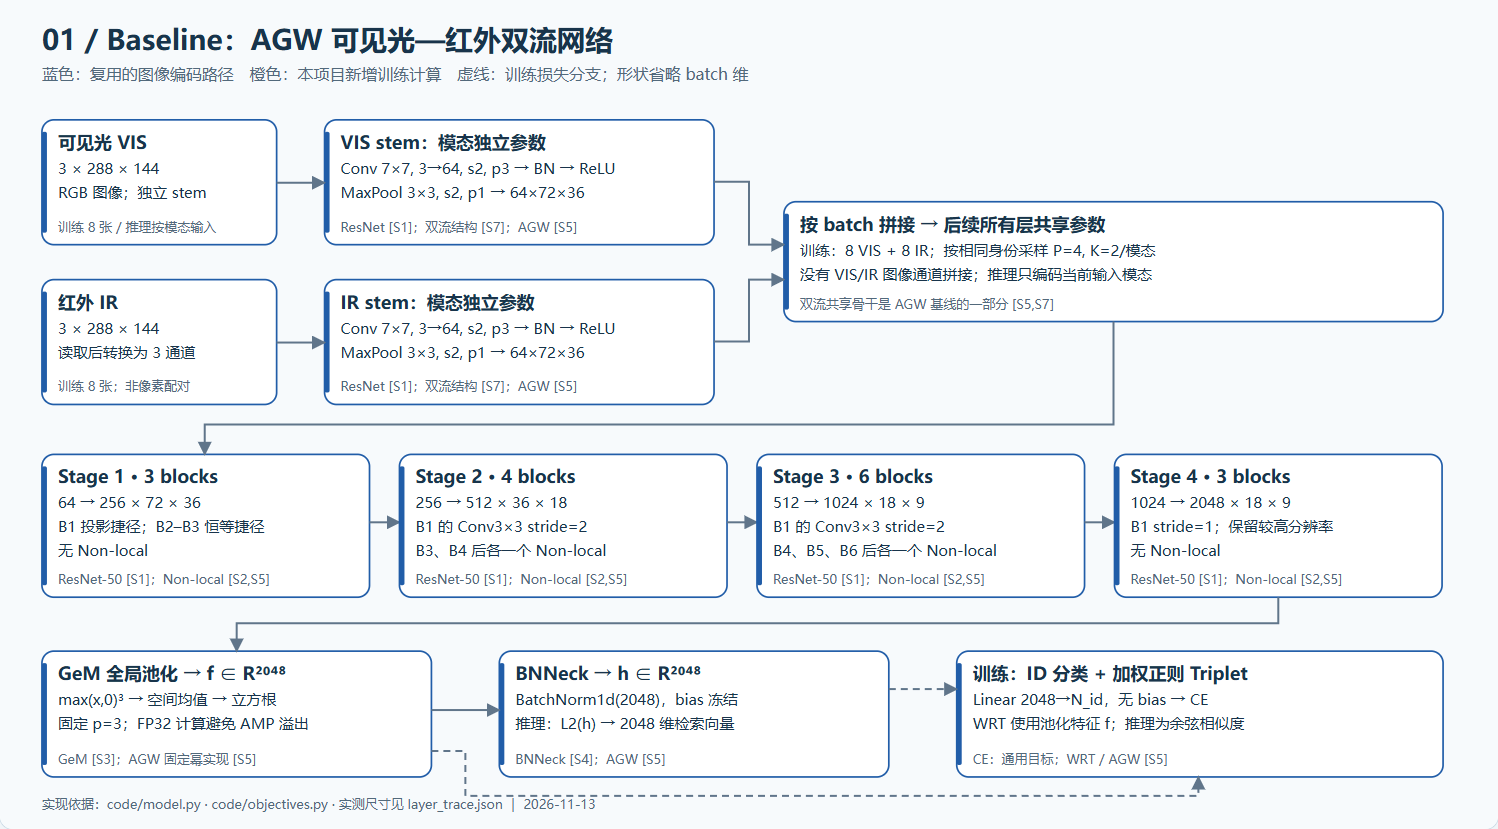 01 / Baseline：AGW 可见光—红外双流网络
蓝色：复用的图像编码路径 橙色：本项目新增训练计算 虚线：训练损失分支；形状省略 batch 维
可见光 VIS
3 × 288 × 144
RGB 图像；独立 stem
训练 8 张 / 推理按模态输入
VIS stem：模态独立参数
Conv 7×7, 3→64, s2, p3 → BN → ReLU
MaxPool 3×3, s2, p1 → 64×72×36
ResNet [S1]；双流结构 [S7]；AGW [S5]
按 batch 拼接 → 后续所有层共享参数
训练：8 VIS + 8 IR；按相同身份采样 P=4, K=2/模态
没有 VIS/IR 图像通道拼接；推理只编码当前输入模态
双流共享骨干是 AGW 基线的一部分 [S5,S7]
红外 IR
3 × 288 × 144
读取后转换为 3 通道
训练 8 张；非像素配对
IR stem：模态独立参数
Conv 7×7, 3→64, s2, p3 → BN → ReLU
MaxPool 3×3, s2, p1 → 64×72×36
ResNet [S1]；双流结构 [S7]；AGW [S5]
Stage 1 • 3 blocks
64 → 256 × 72 × 36
B1 投影捷径；B2–B3 恒等捷径
无 Non-local
ResNet-50 [S1]；Non-local [S2,S5]
Stage 2 • 4 blocks
256 → 512 × 36 × 18
B1 的 Conv3×3 stride=2
B3、B4 后各一个 Non-local
ResNet-50 [S1]；Non-local [S2,S5]
Stage 3 • 6 blocks
512 → 1024 × 18 × 9
B1 的 Conv3×3 stride=2
B4、B5、B6 后各一个 Non-local
ResNet-50 [S1]；Non-local [S2,S5]
Stage 4 • 3 blocks
1024 → 2048 × 18 × 9
B1 stride=1；保留较高分辨率
无 Non-local
ResNet-50 [S1]；Non-local [S2,S5]
GeM 全局池化 → f ∈ R²⁰⁴⁸
max(x,0)³ → 空间均值 → 立方根
固定 p=3；FP32 计算避免 AMP 溢出
GeM [S3]；AGW 固定幂实现 [S5]
BNNeck → h ∈ R²⁰⁴⁸
BatchNorm1d(2048)，bias 冻结
推理：L2(h) → 2048 维检索向量
BNNeck [S4]；AGW [S5]
训练：ID 分类 + 加权正则 Triplet
Linear 2048→N_id，无 bias → CE
WRT 使用池化特征 f；推理为余弦相似度
CE：通用目标；WRT / AGW [S5]
实现依据：code/model.py · code/objectives.py · 实测尺寸见 layer_trace.json | 2026-11-13